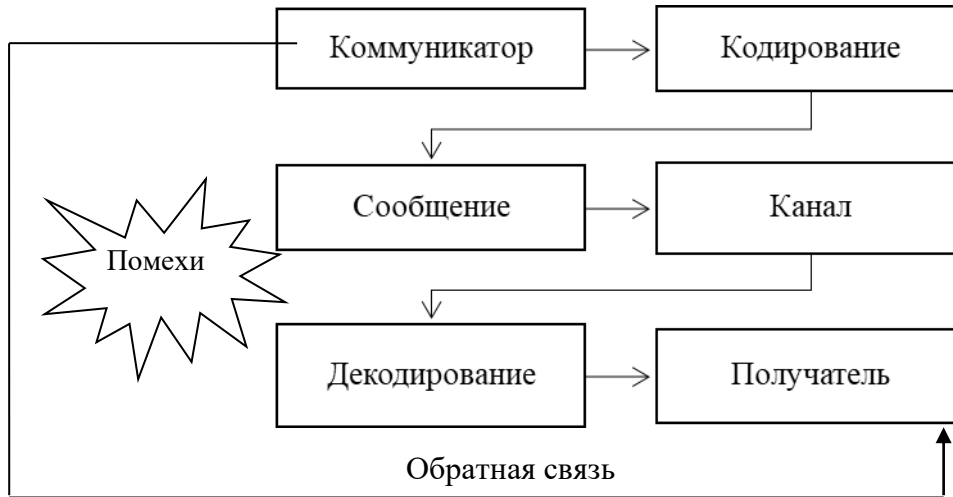 Коммуникатор
Кодирование
Сообщение
Канал
Помехи
Декодирование
Получатель
Обратная связь